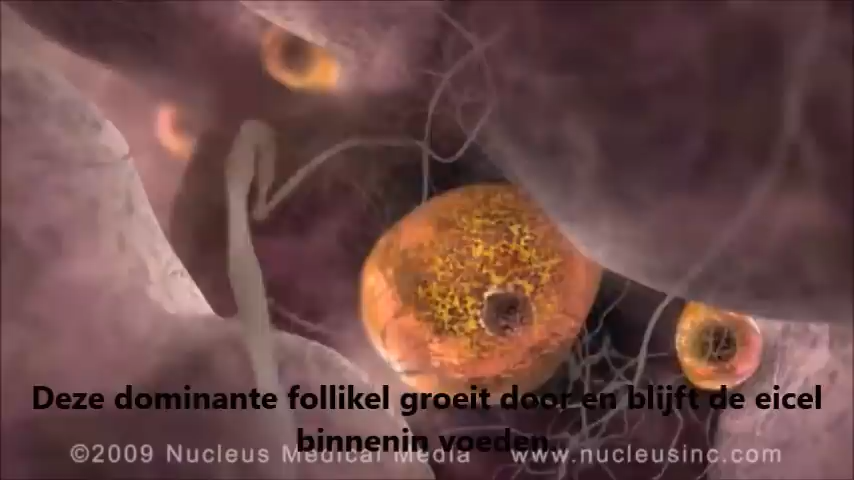 Deze dominante follikel groeit door en blijft de eicel
binnenin voeden.
©2009 Nucleus Medical Media www.nucleusinc.com